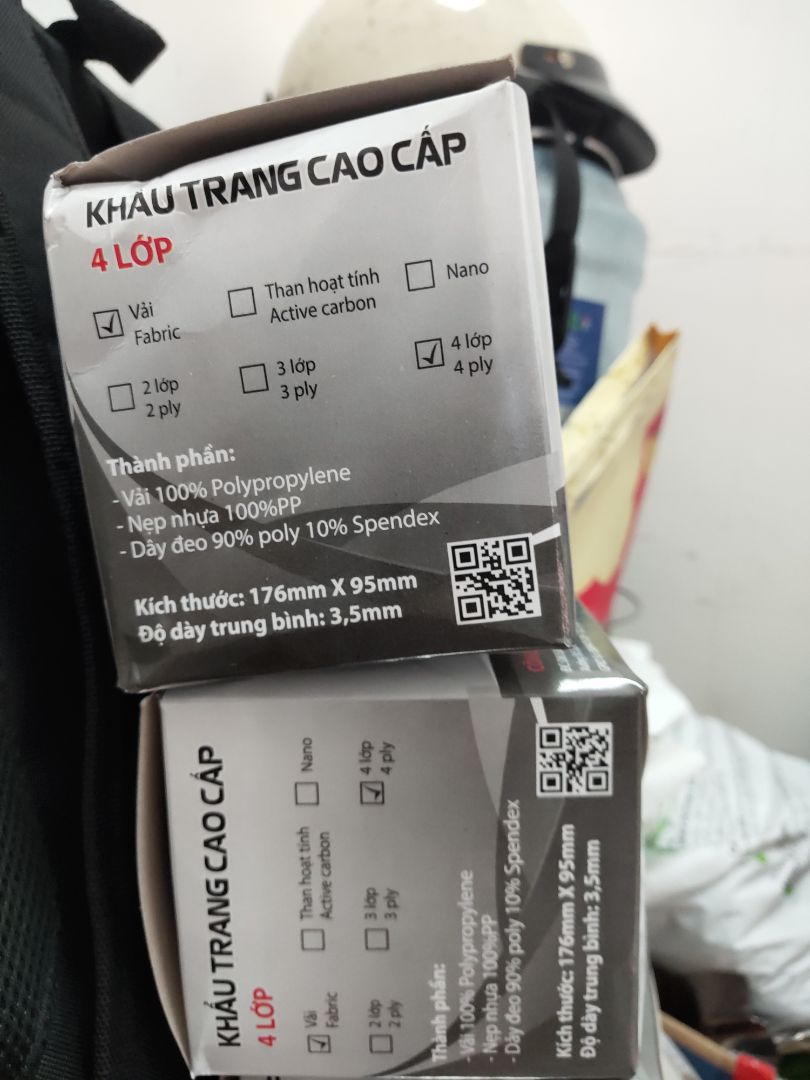 KHẨU TRANG CAO CẤP
4 LỚP
Vải
Fabric
Than hoạt tính
Active carbon
Nano
2 lớp
2 ply
3 lớp
3 ply
4 lớp
4 ply
Thành phần:
- Vải 100% Polypropylene
- Nẹp nhựa 100%PP
- Dây đeo 90% poly 10% Spendex
Kích thước: 176mm X 95mm
Độ dày trung bình: 3,5mm
KHẨU TRANG CAO CẤP
4 LỚP
Vải
Fabric
Than hoạt tính
Active carbon
Nano
2 lớp
2 ply
3 lớp
3 ply
4 lớp
4 ply
Thành phần:
- Vải 100% Polypropylene
- Nẹp nhựa 100%PP
- Dây đeo 90% poly 10% Spendex
Kích thước: 176mm X 95mm
Độ dày trung bình: 3,5mm